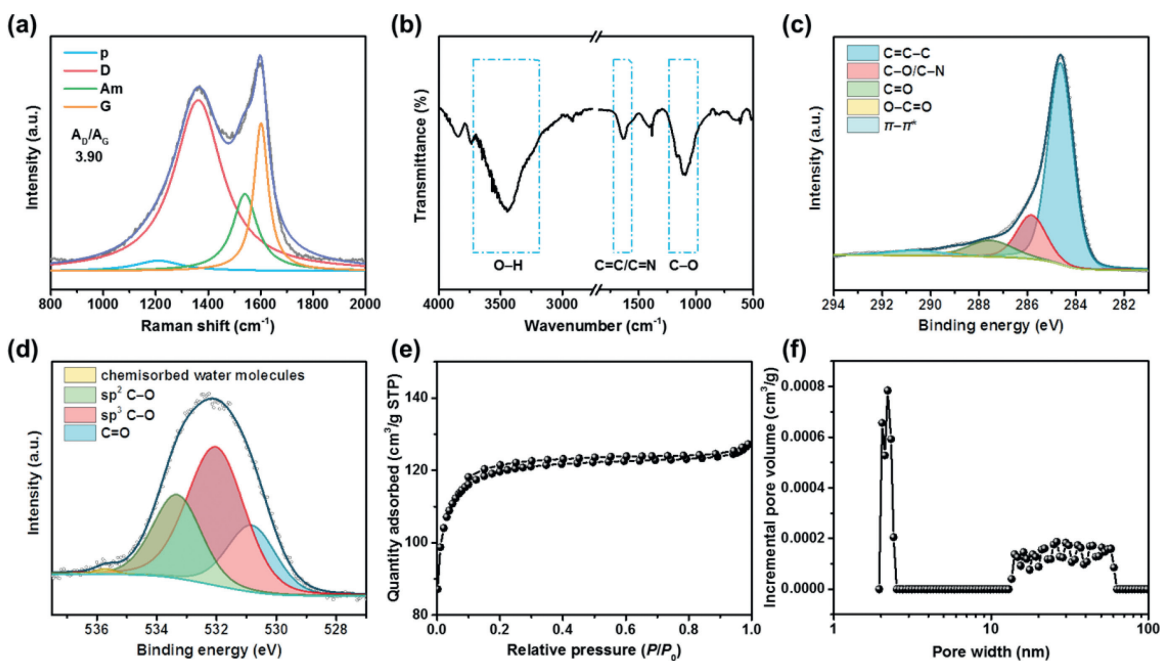 (a)
p
D
Am
G
A_D/A_G
3.90
Intensity (a.u.)
800 1000 1200 1400 1600 1800 2000
Raman shift (cm⁻¹)
(b)
Transmittance (%)
O–H
C=C/C=N
C–O
4000 3000 1500 1000 500
Wavenumber (cm⁻¹)
(c)
C=C–C
C–O/C–N
C=O
O–C=O
π–π*
Intensity (a.u.)
294 292 290 288 286 284 282
Binding energy (eV)
(d)
chemisorbed water molecules
sp² C–O
sp³ C–O
C=O
Intensity (a.u.)
536 534 532 530 528
Binding energy (eV)
(e)
Quantity adsorbed (cm³/g STP)
140
120
100
80
0.0 0.2 0.4 0.6 0.8 1.0
Relative pressure (P/P₀)
(f)
Incremental pore volume (cm³/g)
0.0008
0.0006
0.0004
0.0002
0.0000
1 10 100
Pore width (nm)